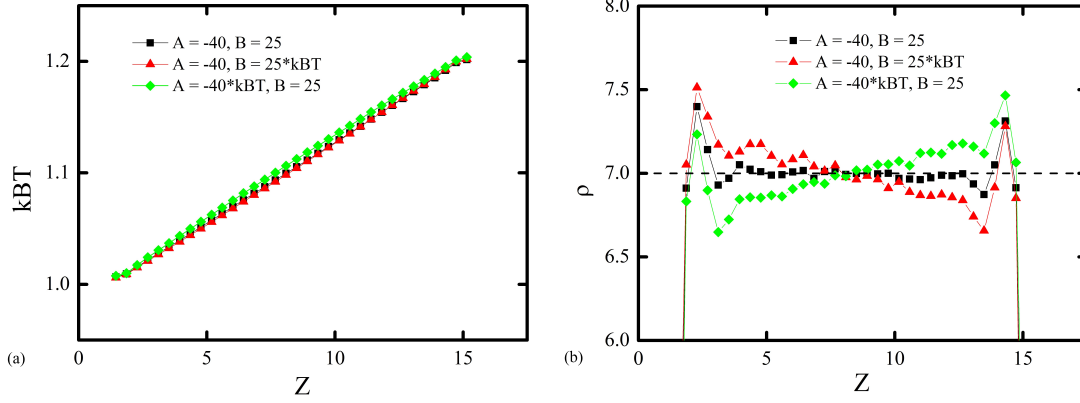 1.2
1.1
1.0
kBT
A = -40, B = 25
A = -40, B = 25*kBT
A = -40*kBT, B = 25
0 5 10 15
Z
(a)
7.5
8.0
7.0
6.5
6.0
ρ
A = -40, B = 25
A = -40, B = 25*kBT
A = -40*kBT, B = 25
0 5 10 15
Z
(b)